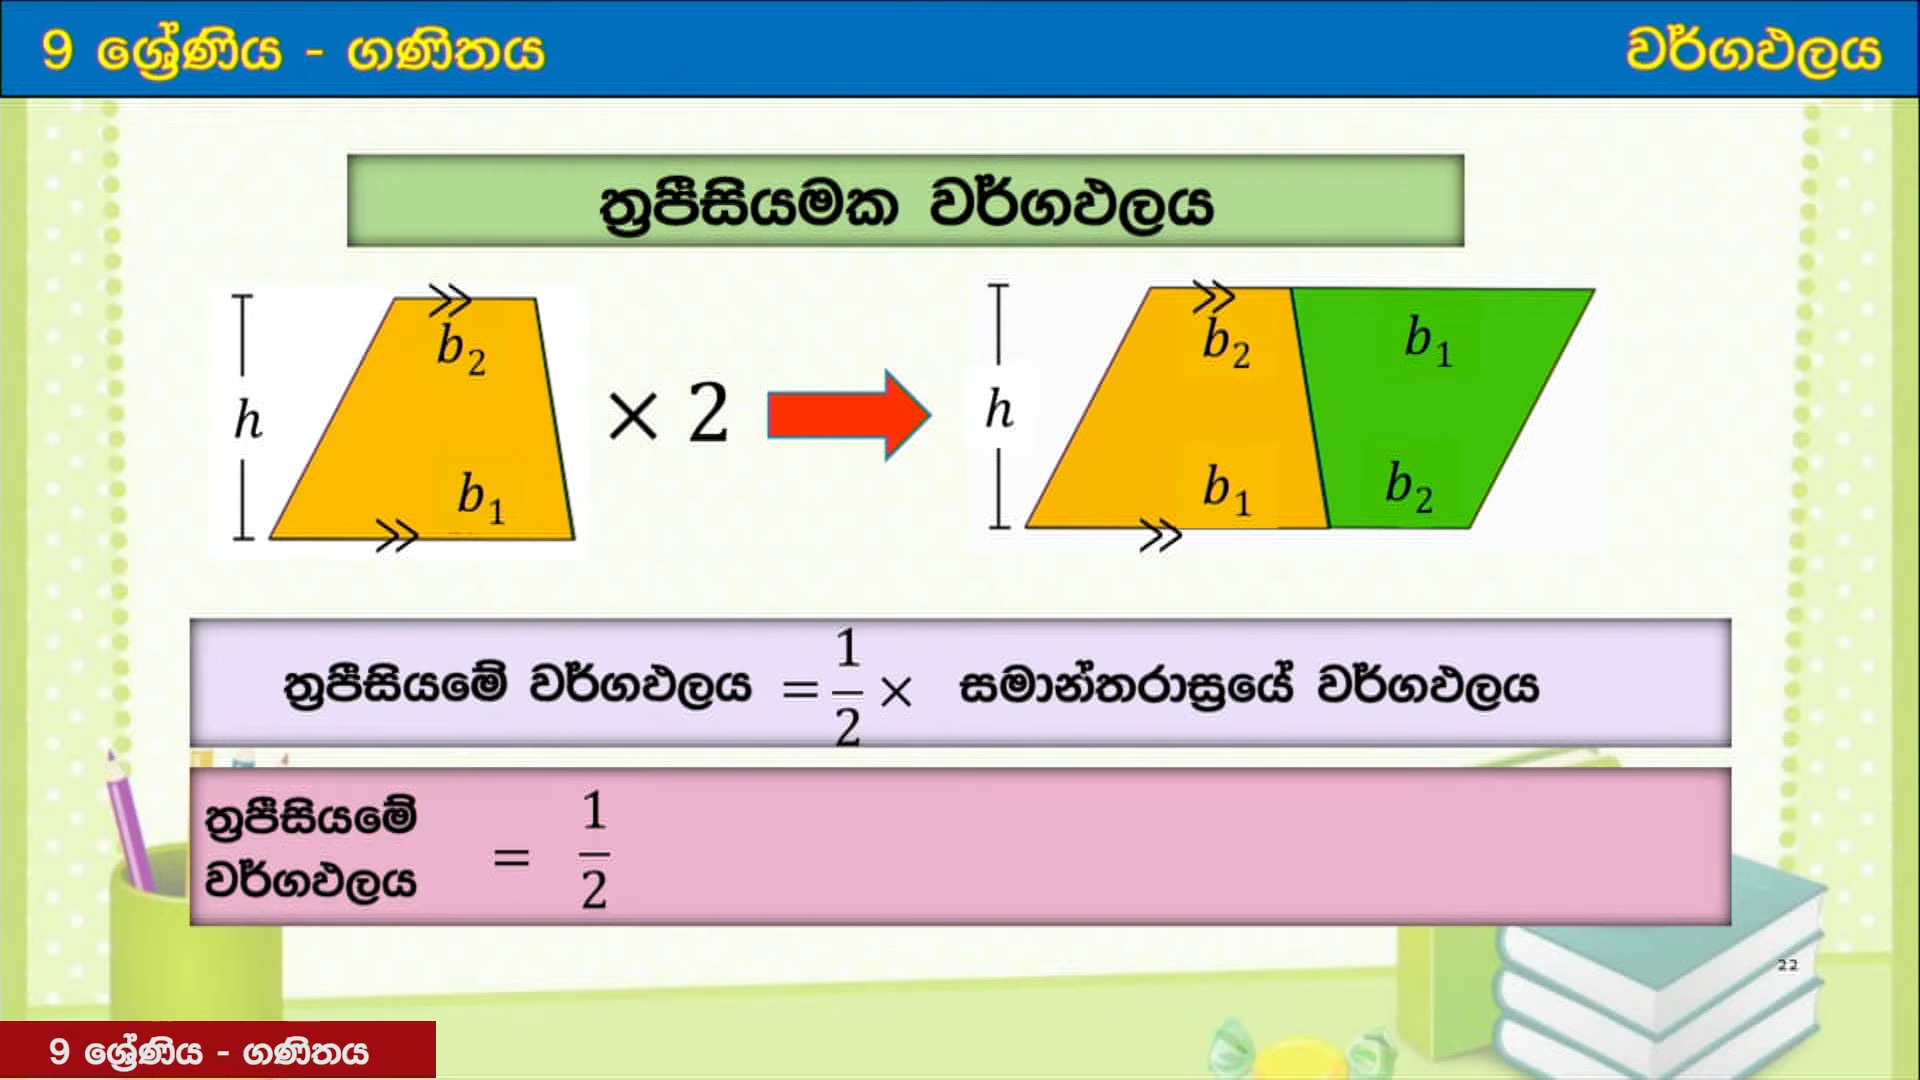 9 ශ්‍රේණිය - ගණිතය
වර්ගඵලය
ත්‍රපීසියමක වර්ගඵලය
b₂
h
b₁
× 2
b₂ b₁
h
b₁ b₂
ත්‍රපීසියමේ වර්ගඵලය = 1/2 × සමාන්තරාස්‍රයේ වර්ගඵලය
ත්‍රපීසියමේ
වර්ගඵලය = 1/2
22
9 ශ්‍රේණිය - ගණිතය